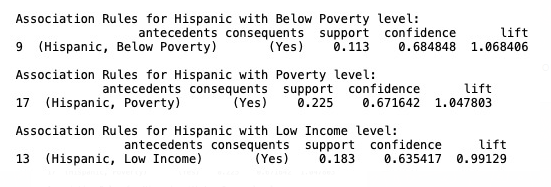 Association Rules for Hispanic with Below Poverty level:
antecedents consequents support confidence lift
9 (Hispanic, Below Poverty) (Yes) 0.113 0.684848 1.068406
Association Rules for Hispanic with Poverty level:
antecedents consequents support confidence lift
17 (Hispanic, Poverty) (Yes) 0.225 0.671642 1.047803
Association Rules for Hispanic with Low Income level:
antecedents consequents support confidence lift
13 (Hispanic, Low Income) (Yes) 0.183 0.635417 0.99129